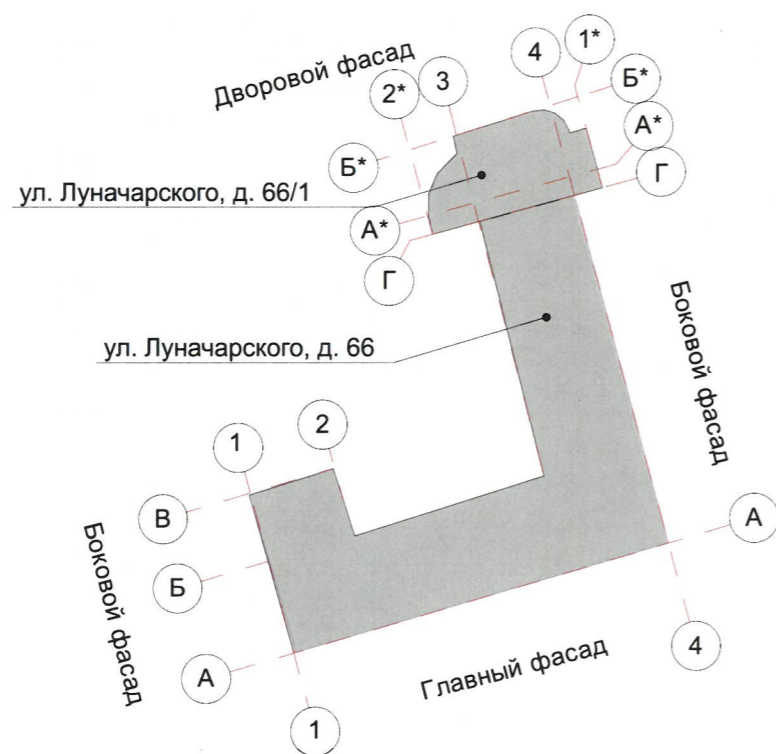 1*
4
Дворовой фасад
3
2*
Б*
Б*
А*
Г
ул. Луначарского, д. 66/1
А*
Г
Боковой фасад
ул. Луначарского, д. 66
1
2
В
Б
А
А
Боковой фасад
Главный фасад
4
1